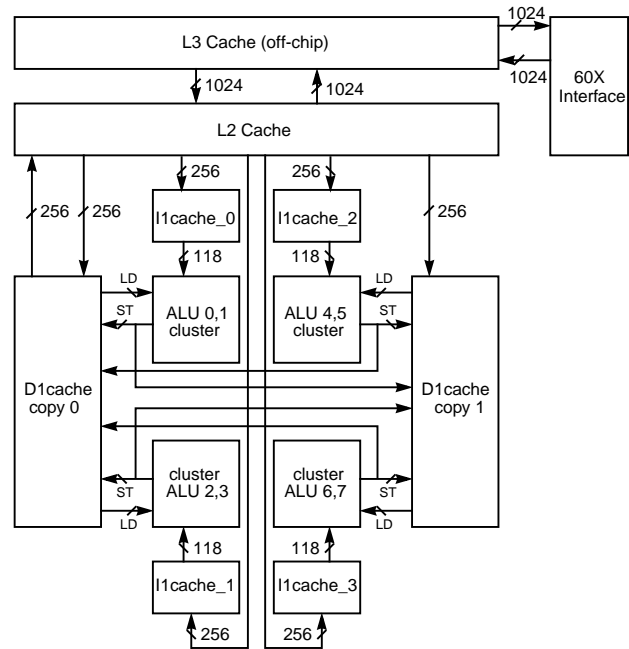 1024
L3 Cache (off-chip)
1024
60X
Interface
1024
1024
L2 Cache
256
256
256
256
256
I1cache_0
I1cache_2
118
118
LD
LD
ALU 0,1
cluster
ALU 4,5
cluster
ST
ST
D1cache
copy 0
D1cache
copy 1
cluster
ALU 2,3
cluster
ALU 6,7
ST
ST
LD
LD
118
118
I1cache_1
I1cache_3
256
256